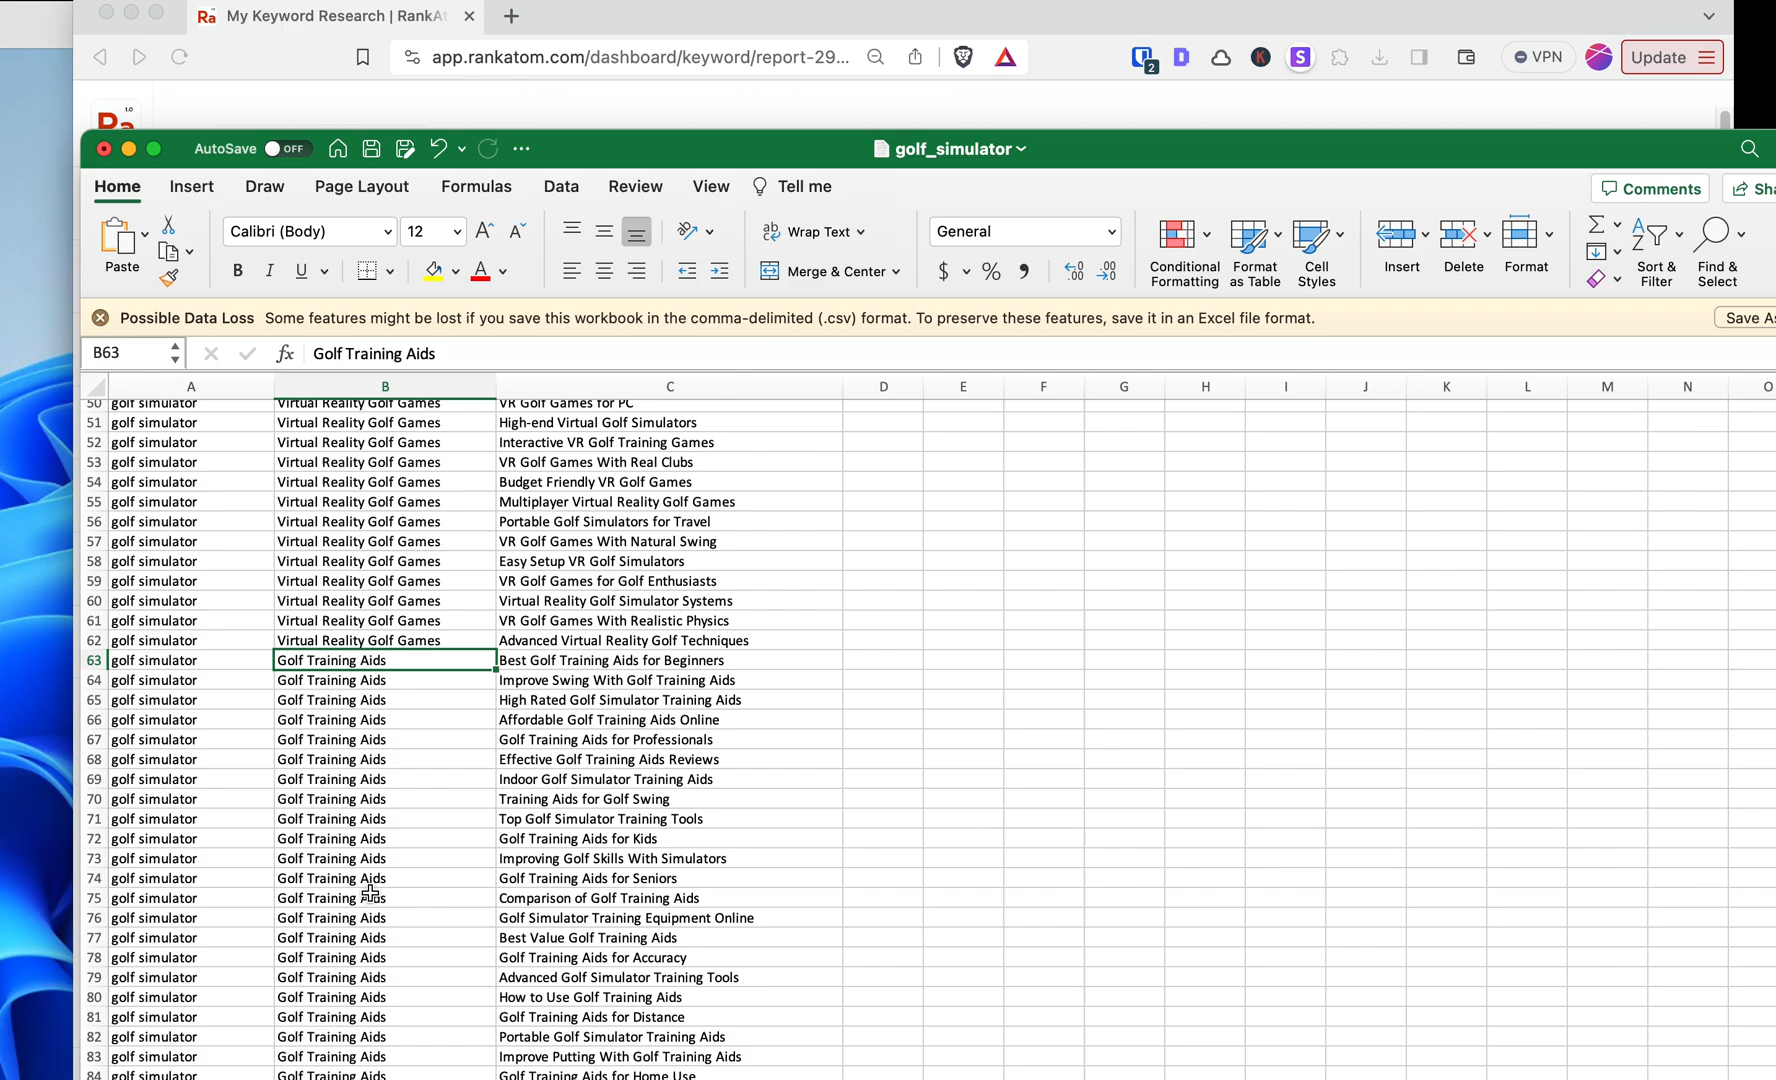 Ra My Keyword Research | RankAt
app.rankatom.com/dashboard/keyword/report-29...
2
D
K
S
VPN
Update
1.0
Ra
AutoSave OFF
golf_simulator
Home Insert Draw Page Layout Formulas Data Review View Tell me
Comments
Sha
Paste
Calibri (Body) 12
Wrap Text
Merge & Center
General
Conditional Formatting
Format as Table
Cell Styles
Insert
Delete
Format
Sort & Filter
Find & Select
Possible Data Loss Some features might be lost if you save this workbook in the comma-delimited (.csv) format. To preserve these features, save it in an Excel file format.
Save As
B63 fx Golf Training Aids
A B C D E F G H I J K L M N O
50 golf simulator Virtual Reality Golf Games VR Golf Games for PC
51 golf simulator Virtual Reality Golf Games High-end Virtual Golf Simulators
52 golf simulator Virtual Reality Golf Games Interactive VR Golf Training Games
53 golf simulator Virtual Reality Golf Games VR Golf Games With Real Clubs
54 golf simulator Virtual Reality Golf Games Budget Friendly VR Golf Games
55 golf simulator Virtual Reality Golf Games Multiplayer Virtual Reality Golf Games
56 golf simulator Virtual Reality Golf Games Portable Golf Simulators for Travel
57 golf simulator Virtual Reality Golf Games VR Golf Games With Natural Swing
58 golf simulator Virtual Reality Golf Games Easy Setup VR Golf Simulators
59 golf simulator Virtual Reality Golf Games VR Golf Games for Golf Enthusiasts
60 golf simulator Virtual Reality Golf Games Virtual Reality Golf Simulator Systems
61 golf simulator Virtual Reality Golf Games VR Golf Games With Realistic Physics
62 golf simulator Virtual Reality Golf Games Advanced Virtual Reality Golf Techniques
63 golf simulator Golf Training Aids Best Golf Training Aids for Beginners
64 golf simulator Golf Training Aids Improve Swing With Golf Training Aids
65 golf simulator Golf Training Aids High Rated Golf Simulator Training Aids
66 golf simulator Golf Training Aids Affordable Golf Training Aids Online
67 golf simulator Golf Training Aids Golf Training Aids for Professionals
68 golf simulator Golf Training Aids Effective Golf Training Aids Reviews
69 golf simulator Golf Training Aids Indoor Golf Simulator Training Aids
70 golf simulator Golf Training Aids Training Aids for Golf Swing
71 golf simulator Golf Training Aids Top Golf Simulator Training Tools
72 golf simulator Golf Training Aids Golf Training Aids for Kids
73 golf simulator Golf Training Aids Improving Golf Skills With Simulators
74 golf simulator Golf Training Aids Golf Training Aids for Seniors
75 golf simulator Golf Training Aids Comparison of Golf Training Aids
76 golf simulator Golf Training Aids Golf Simulator Training Equipment Online
77 golf simulator Golf Training Aids Best Value Golf Training Aids
78 golf simulator Golf Training Aids Golf Training Aids for Accuracy
79 golf simulator Golf Training Aids Advanced Golf Simulator Training Tools
80 golf simulator Golf Training Aids How to Use Golf Training Aids
81 golf simulator Golf Training Aids Golf Training Aids for Distance
82 golf simulator Golf Training Aids Portable Golf Simulator Training Aids
83 golf simulator Golf Training Aids Improve Putting With Golf Training Aids
84 golf simulator Golf Training Aids Golf Training Aids for Home Use